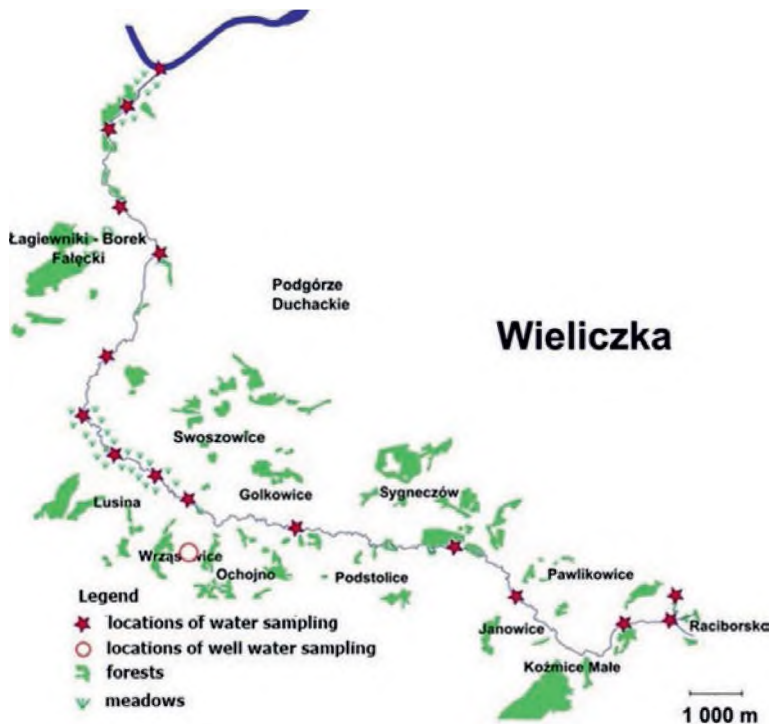 Łagiewniki - Borek
Fałęcki
Podgórze
Duchackie
Wieliczka
Swoszowice
Golkowice
Sygneczów
Lusina
Wrząsowice
Ochojno
Podstolice
Pawlikowice
Janowice
Raciborsko
Koźmice Małe
Legend
locations of water sampling
locations of well water sampling
forests
meadows
1 000 m